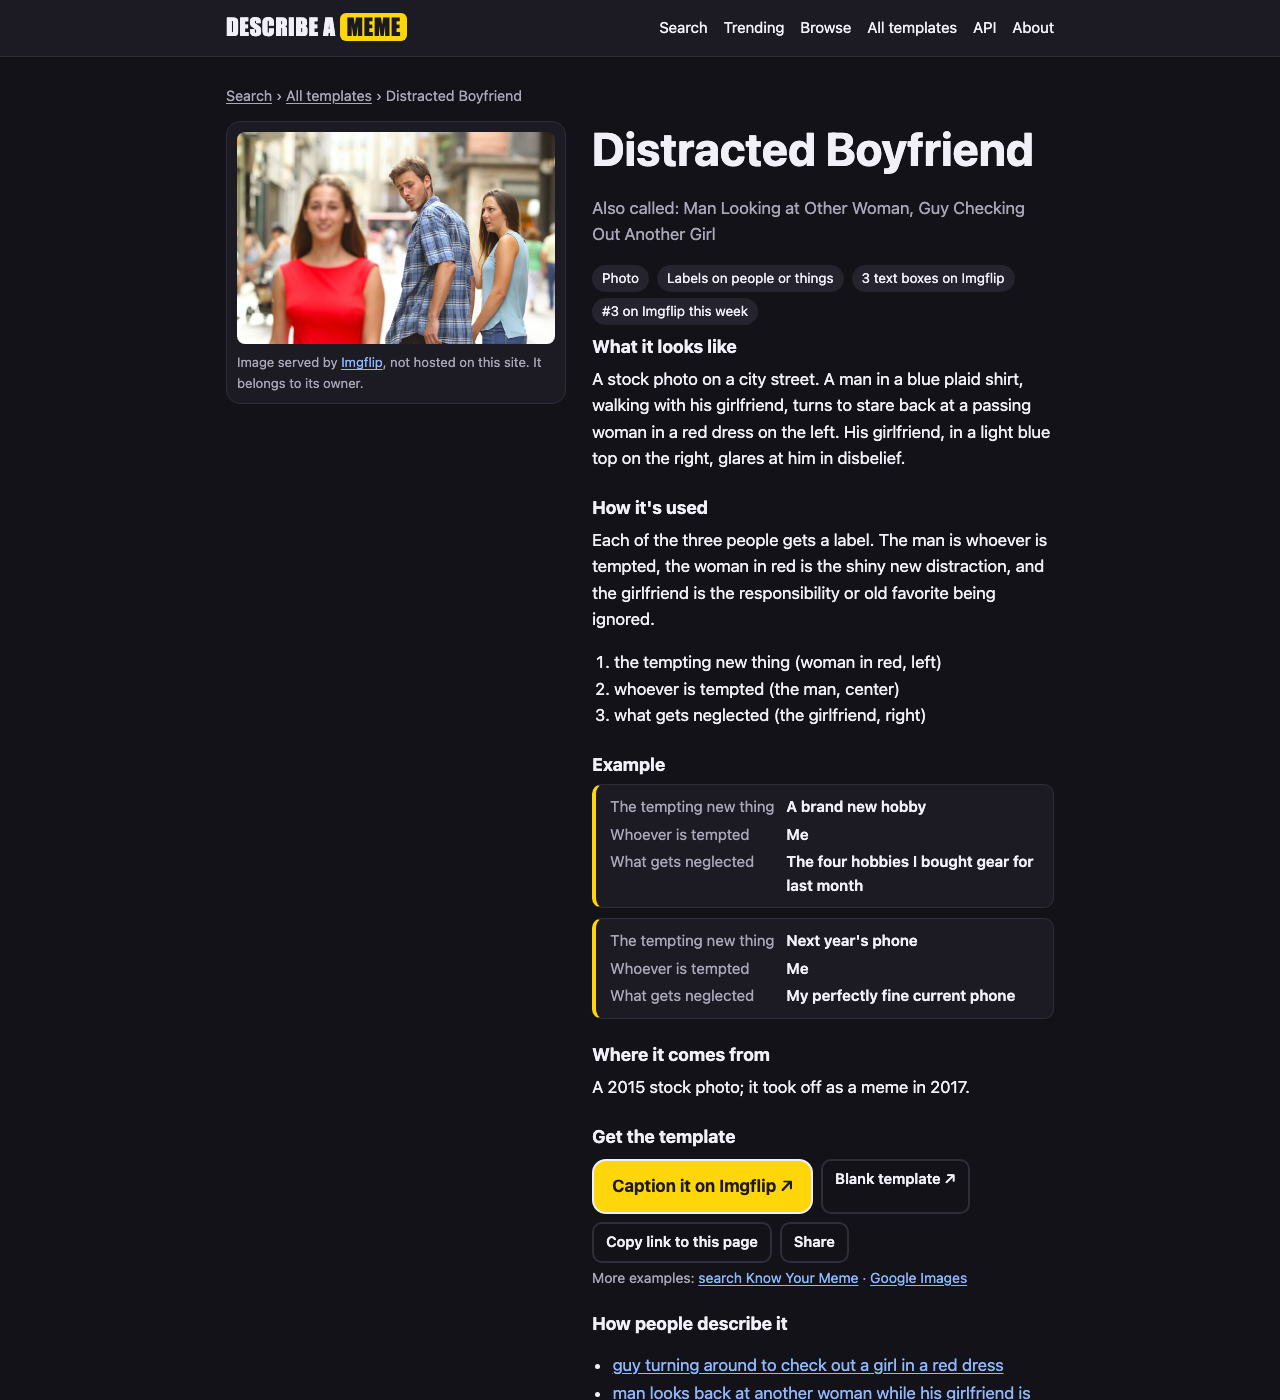 DESCRIBE A MEME
Search Trending Browse All templates API About
Search › All templates › Distracted Boyfriend
Image served by Imgflip, not hosted on this site. It
belongs to its owner.
Distracted Boyfriend
Also called: Man Looking at Other Woman, Guy Checking
Out Another Girl
Photo Labels on people or things 3 text boxes on Imgflip
#3 on Imgflip this week
What it looks like
A stock photo on a city street. A man in a blue plaid shirt,
walking with his girlfriend, turns to stare back at a passing
woman in a red dress on the left. His girlfriend, in a light blue
top on the right, glares at him in disbelief.
How it's used
Each of the three people gets a label. The man is whoever is
tempted, the woman in red is the shiny new distraction, and
the girlfriend is the responsibility or old favorite being
ignored.
1. the tempting new thing (woman in red, left)
2. whoever is tempted (the man, center)
3. what gets neglected (the girlfriend, right)
Example
The tempting new thing A brand new hobby
Whoever is tempted Me
What gets neglected The four hobbies I bought gear for
last month
The tempting new thing Next year's phone
Whoever is tempted Me
What gets neglected My perfectly fine current phone
Where it comes from
A 2015 stock photo; it took off as a meme in 2017.
Get the template
Caption it on Imgflip ↗ Blank template ↗
Copy link to this page Share
More examples: search Know Your Meme · Google Images
How people describe it
• guy turning around to check out a girl in a red dress
• man looks back at another woman while his girlfriend is